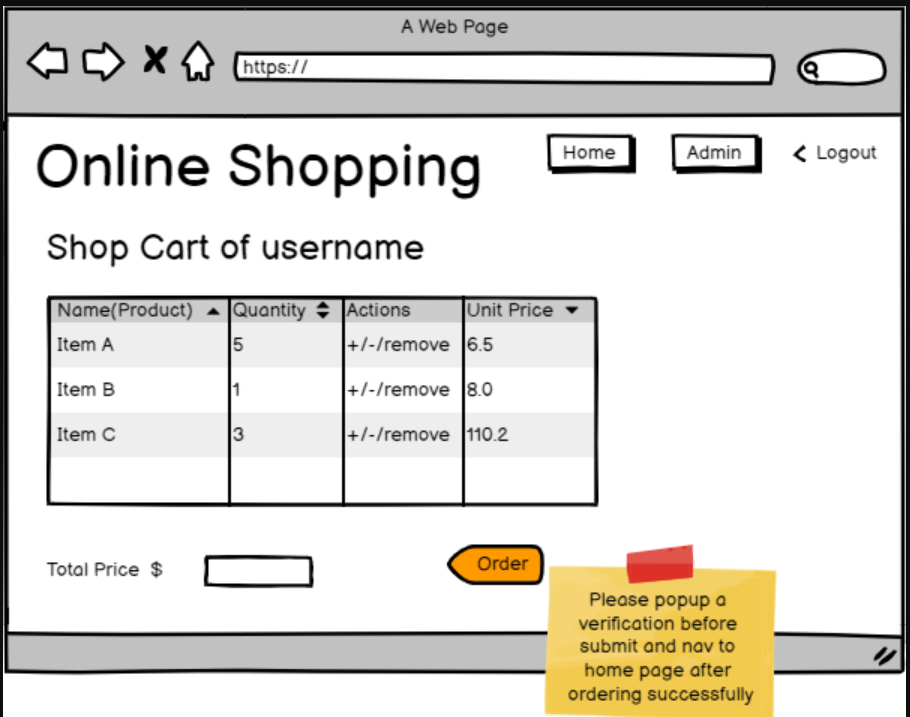 A Web Page
https://
Online Shopping
Home
Admin
Logout
Shop Cart of username
Name(Product) Quantity Actions Unit Price
Item A 5 +/-/remove 6.5
Item B 1 +/-/remove 8.0
Item C 3 +/-/remove 110.2
Total Price $
Order
Please popup a
verification before
submit and nav to
home page after
ordering successfully